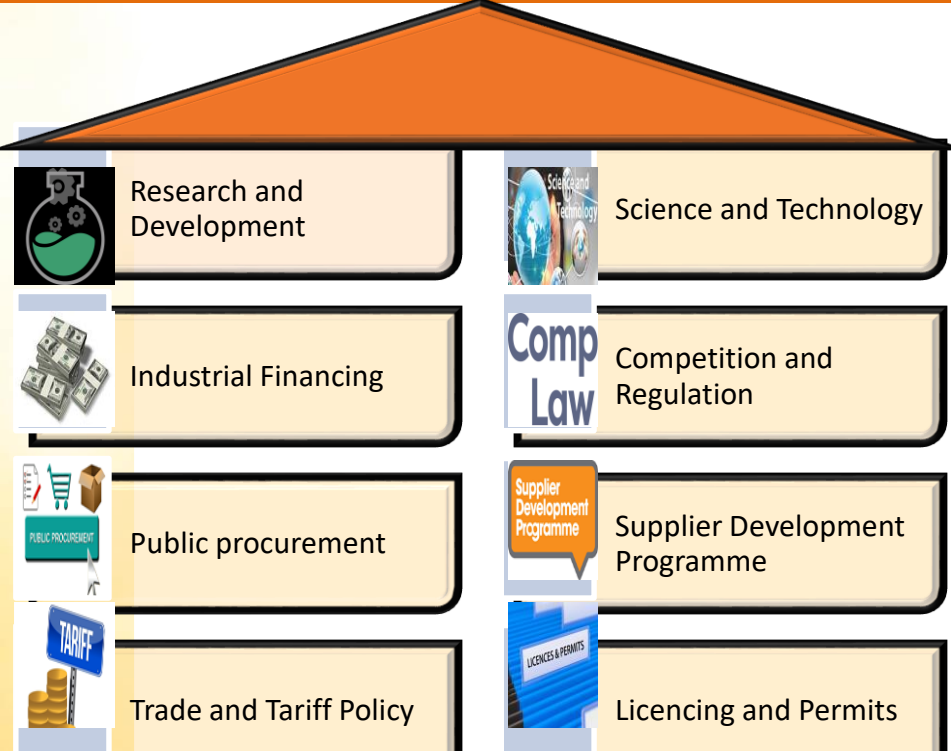 Research and
Development
Science and
Technology
Science and Technology
Industrial Financing
Comp
Law
Competition and
Regulation
PUBLIC PROCUREMENT
Public procurement
Supplier
Development
Programme
Supplier Development
Programme
TARIFF
Trade and Tariff Policy
LICENCES & PERMITS
Licencing and Permits